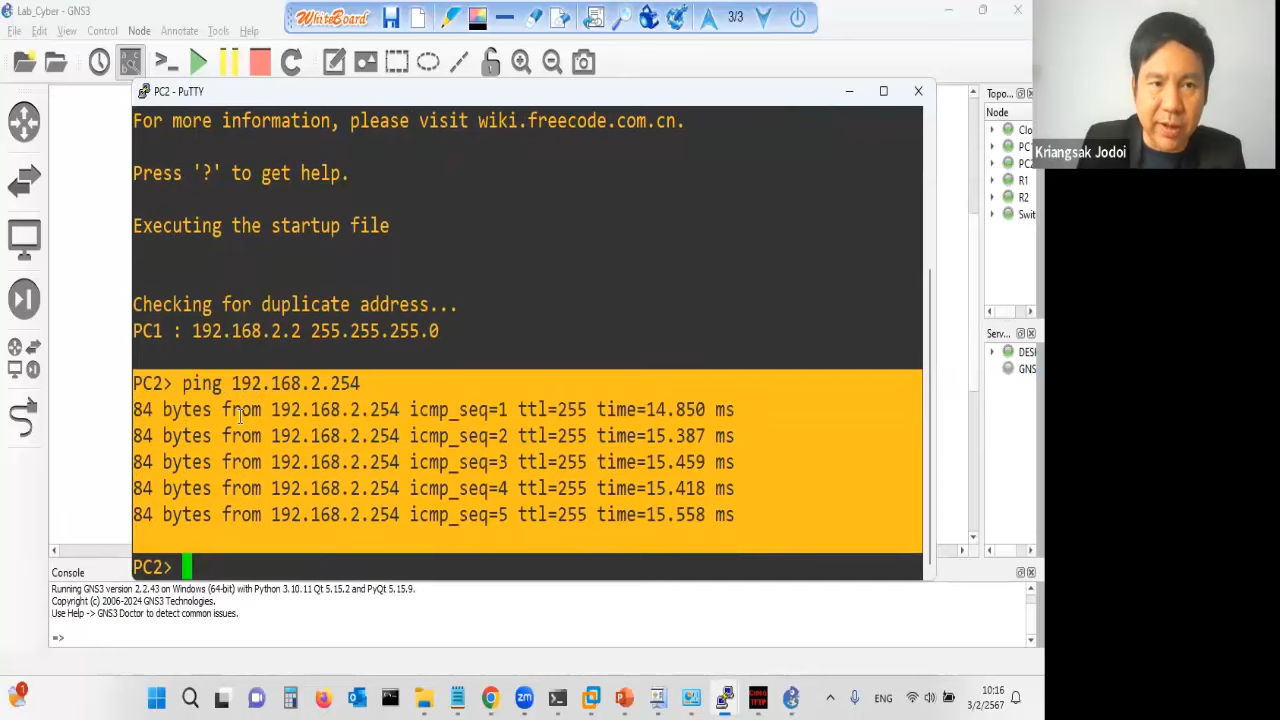 Lab_Cyber - GNS3
WhiteBoard
3/3
File Edit View Control Node Annotate Tools Help
PC2 - PuTTY
For more information, please visit wiki.freecode.com.cn.
Press '?' to get help.
Executing the startup file
Checking for duplicate address...
PC1 : 192.168.2.2 255.255.255.0
PC2> ping 192.168.2.254
84 bytes from 192.168.2.254 icmp_seq=1 ttl=255 time=14.850 ms
84 bytes from 192.168.2.254 icmp_seq=2 ttl=255 time=15.387 ms
84 bytes from 192.168.2.254 icmp_seq=3 ttl=255 time=15.459 ms
84 bytes from 192.168.2.254 icmp_seq=4 ttl=255 time=15.418 ms
84 bytes from 192.168.2.254 icmp_seq=5 ttl=255 time=15.558 ms
PC2>
Topo...
Node
Clo
PC1
PC2
R1
R2
Swit
Serv...
DESK
GNS
Kriangsak Jodoi
Console
Running GNS3 version 2.2.43 on Windows (64-bit) with Python 3.10.11 Qt 5.15.2 and PyQt 5.15.9.
Copyright (c) 2006-2024 GNS3 Technologies.
Use Help -> GNS3 Doctor to detect common issues.
=>
ENG
10:16
3/2/2567